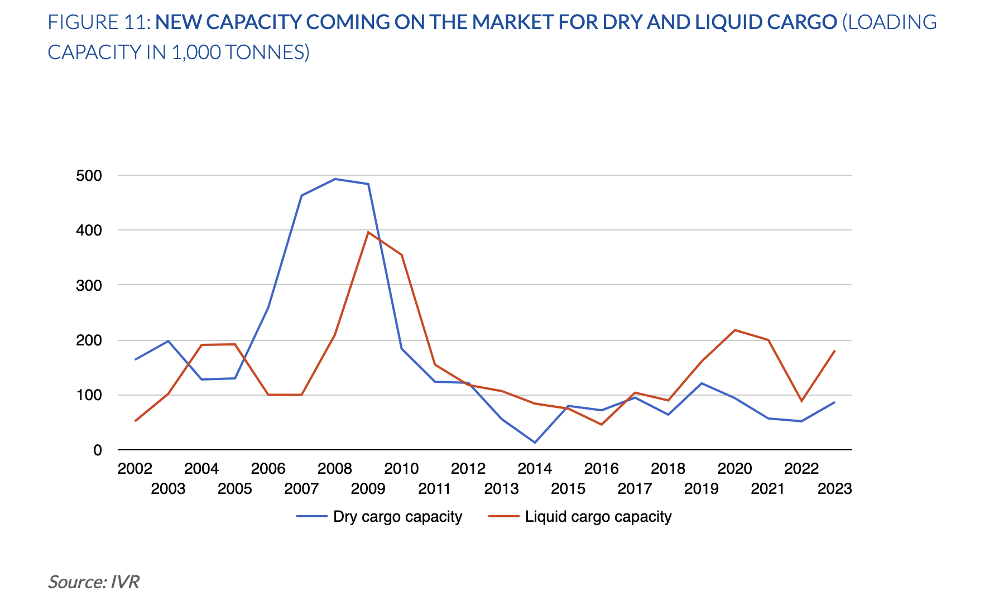 FIGURE 11: NEW CAPACITY COMING ON THE MARKET FOR DRY AND LIQUID CARGO (LOADING
CAPACITY IN 1,000 TONNES)
500
400
300
200
100
0
2002 2004 2006 2008 2010 2012 2014 2016 2018 2020 2022
2003 2005 2007 2009 2011 2013 2015 2017 2019 2021 2023
Dry cargo capacity Liquid cargo capacity
Source: IVR